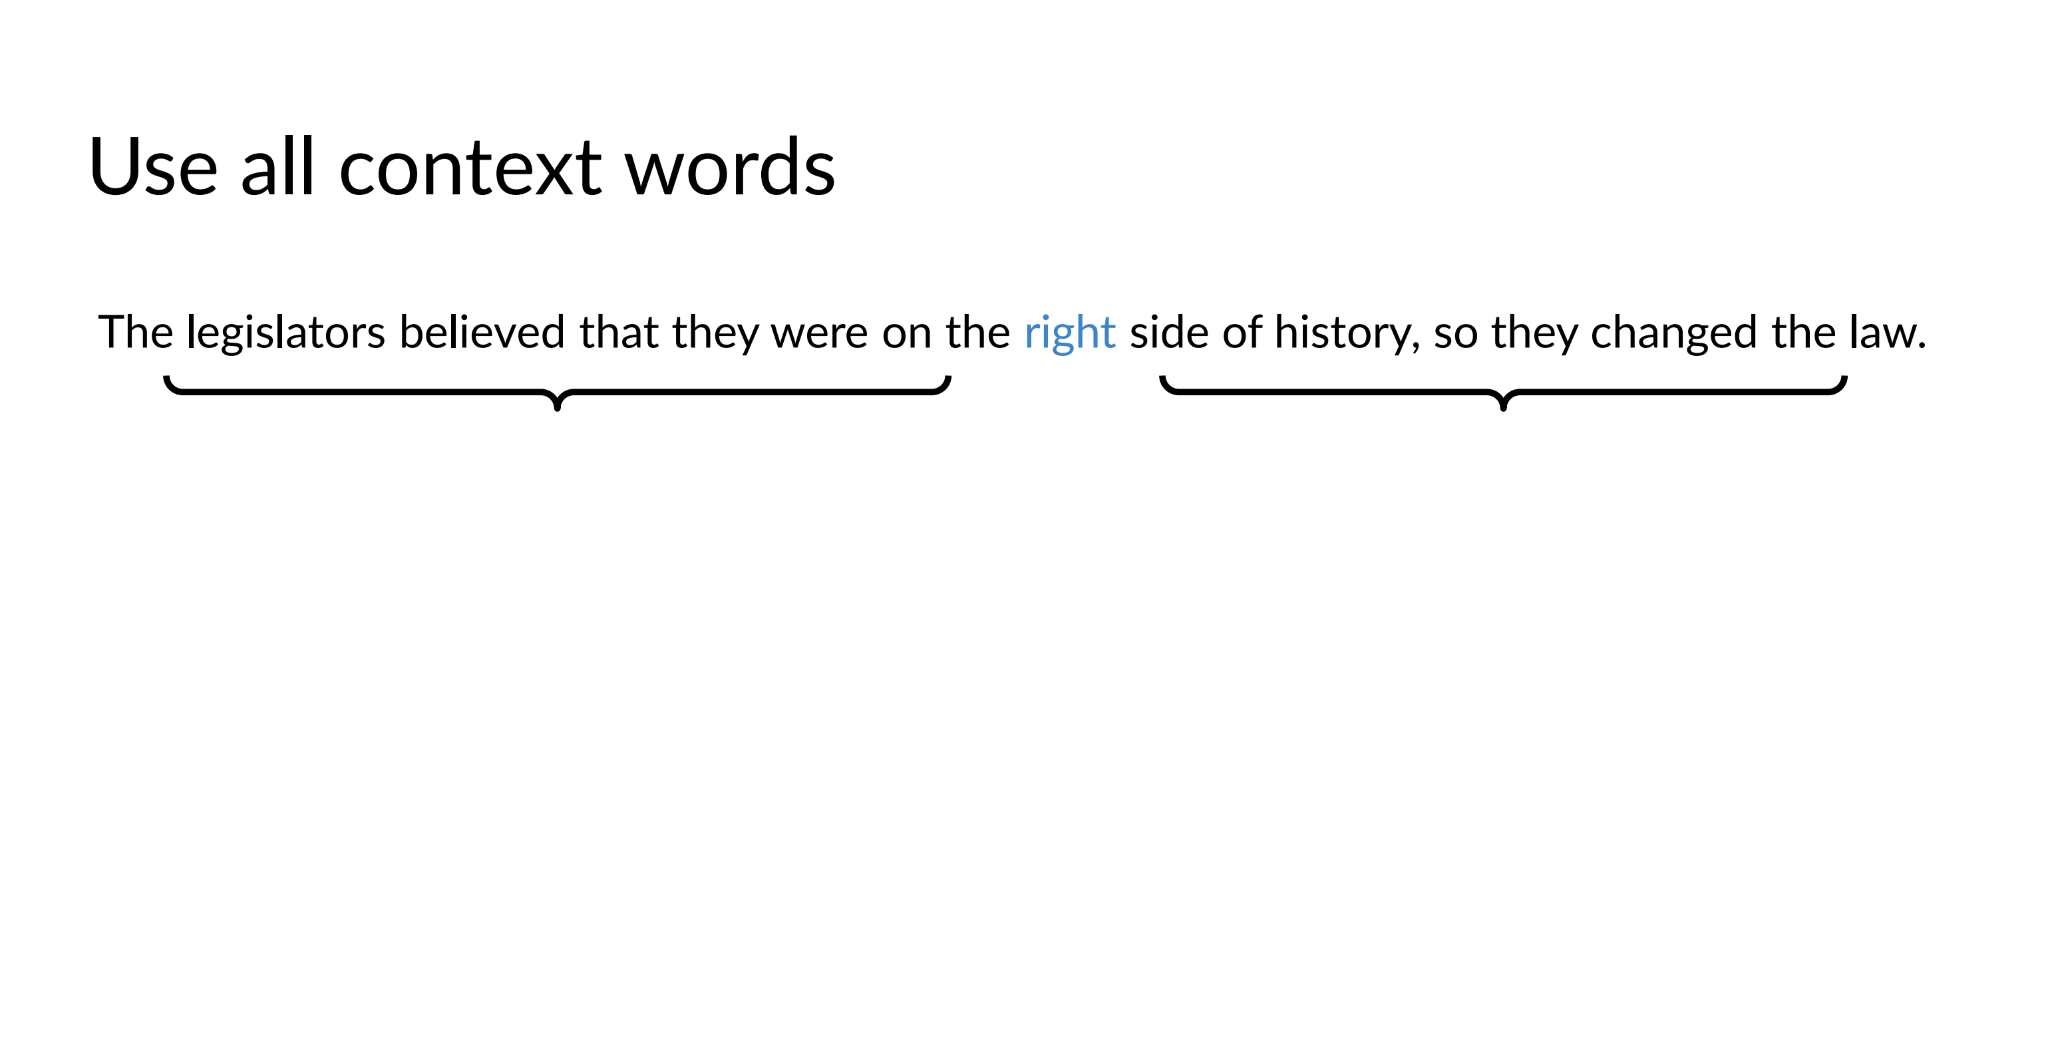 Use all context words
The legislators believed that they were on the right side of history, so they changed the law.